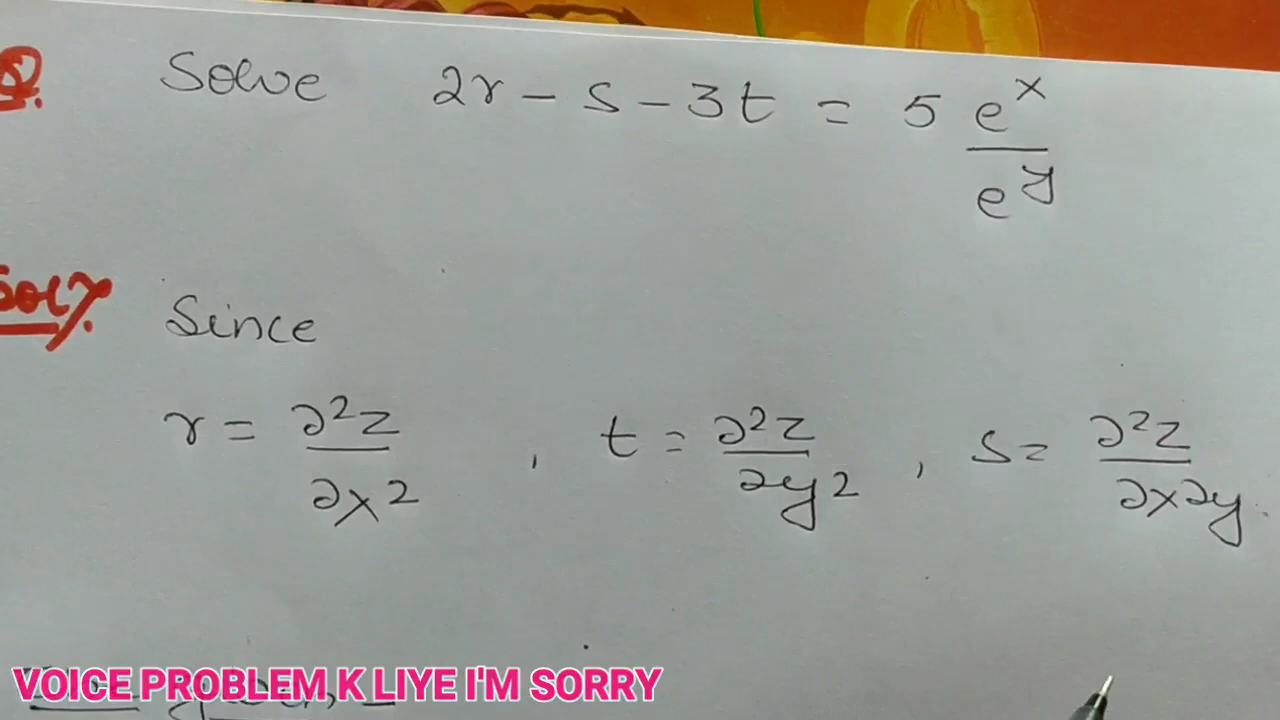 Q. Solve 2r - s - 3t = 5 e^x / e^y
Sol^n. Since
r = ∂²z/∂x² , t = ∂²z/∂y² , s = ∂²z/∂x∂y.
VOICE PROBLEM K LIYE I'M SORRY